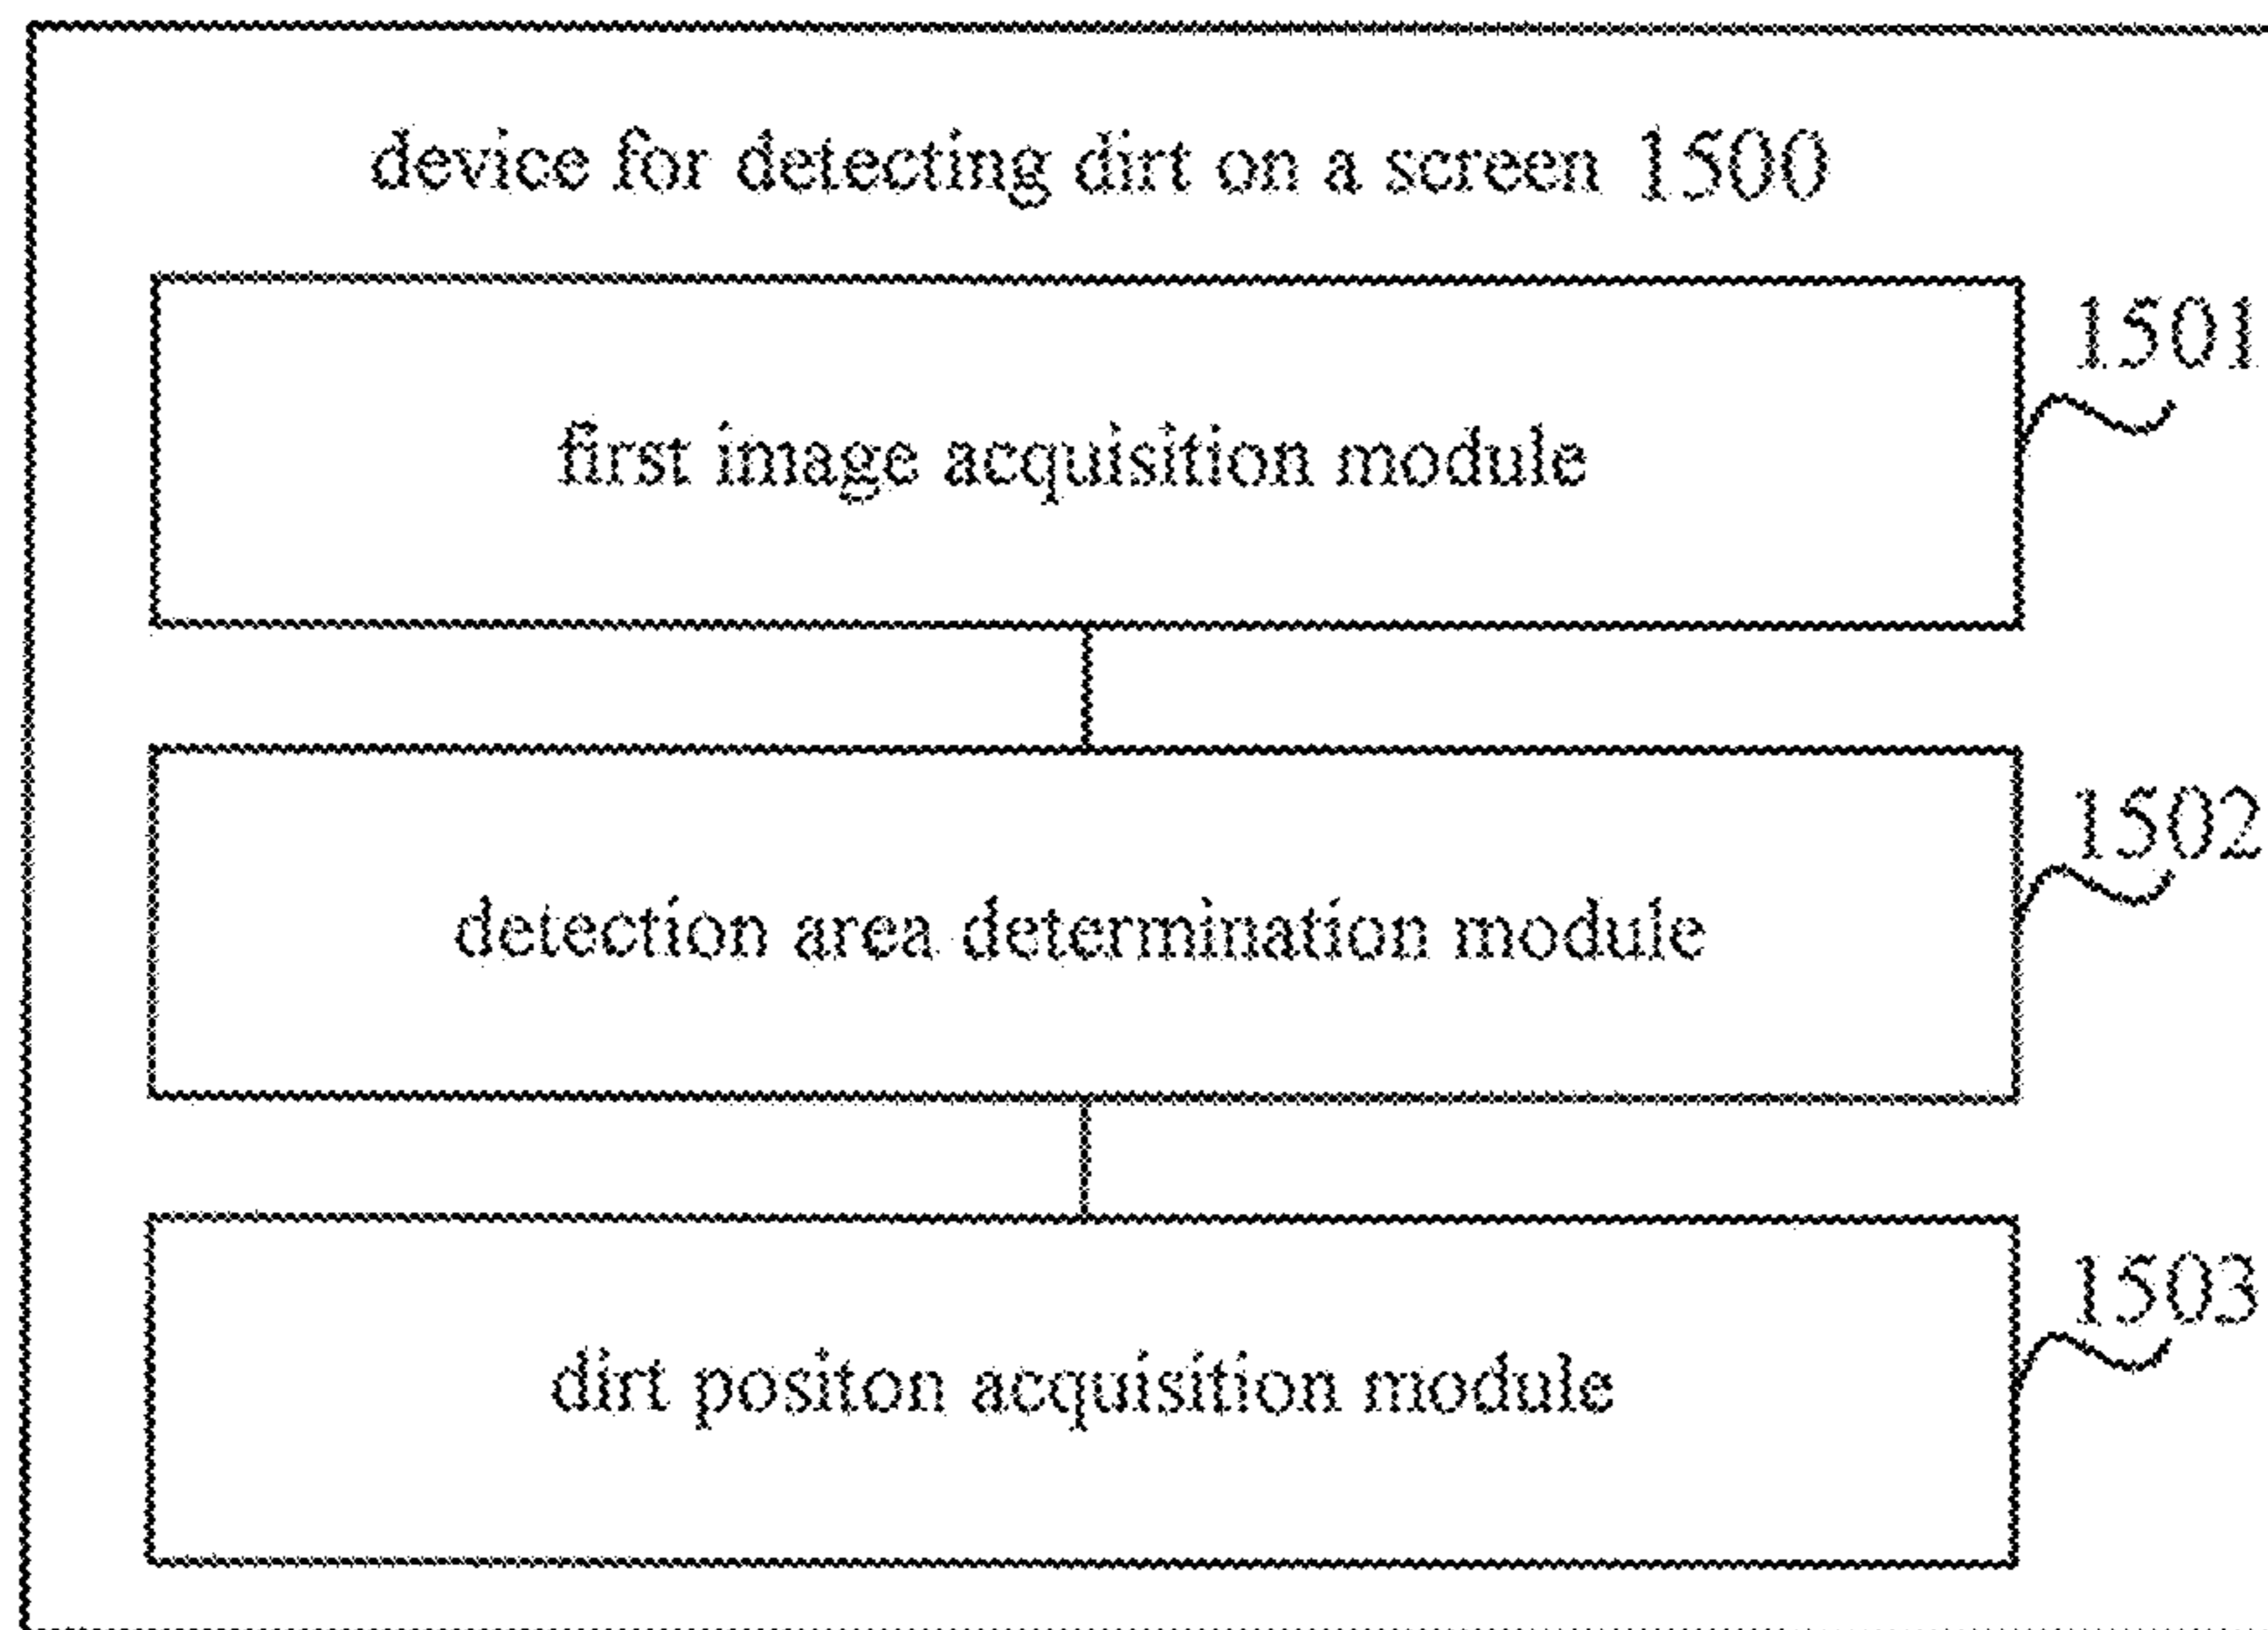 device for detecting dirt on a screen 1500
1501
first image acquisition module
1502
detection area determination module
1503
dirt positon acquisition module